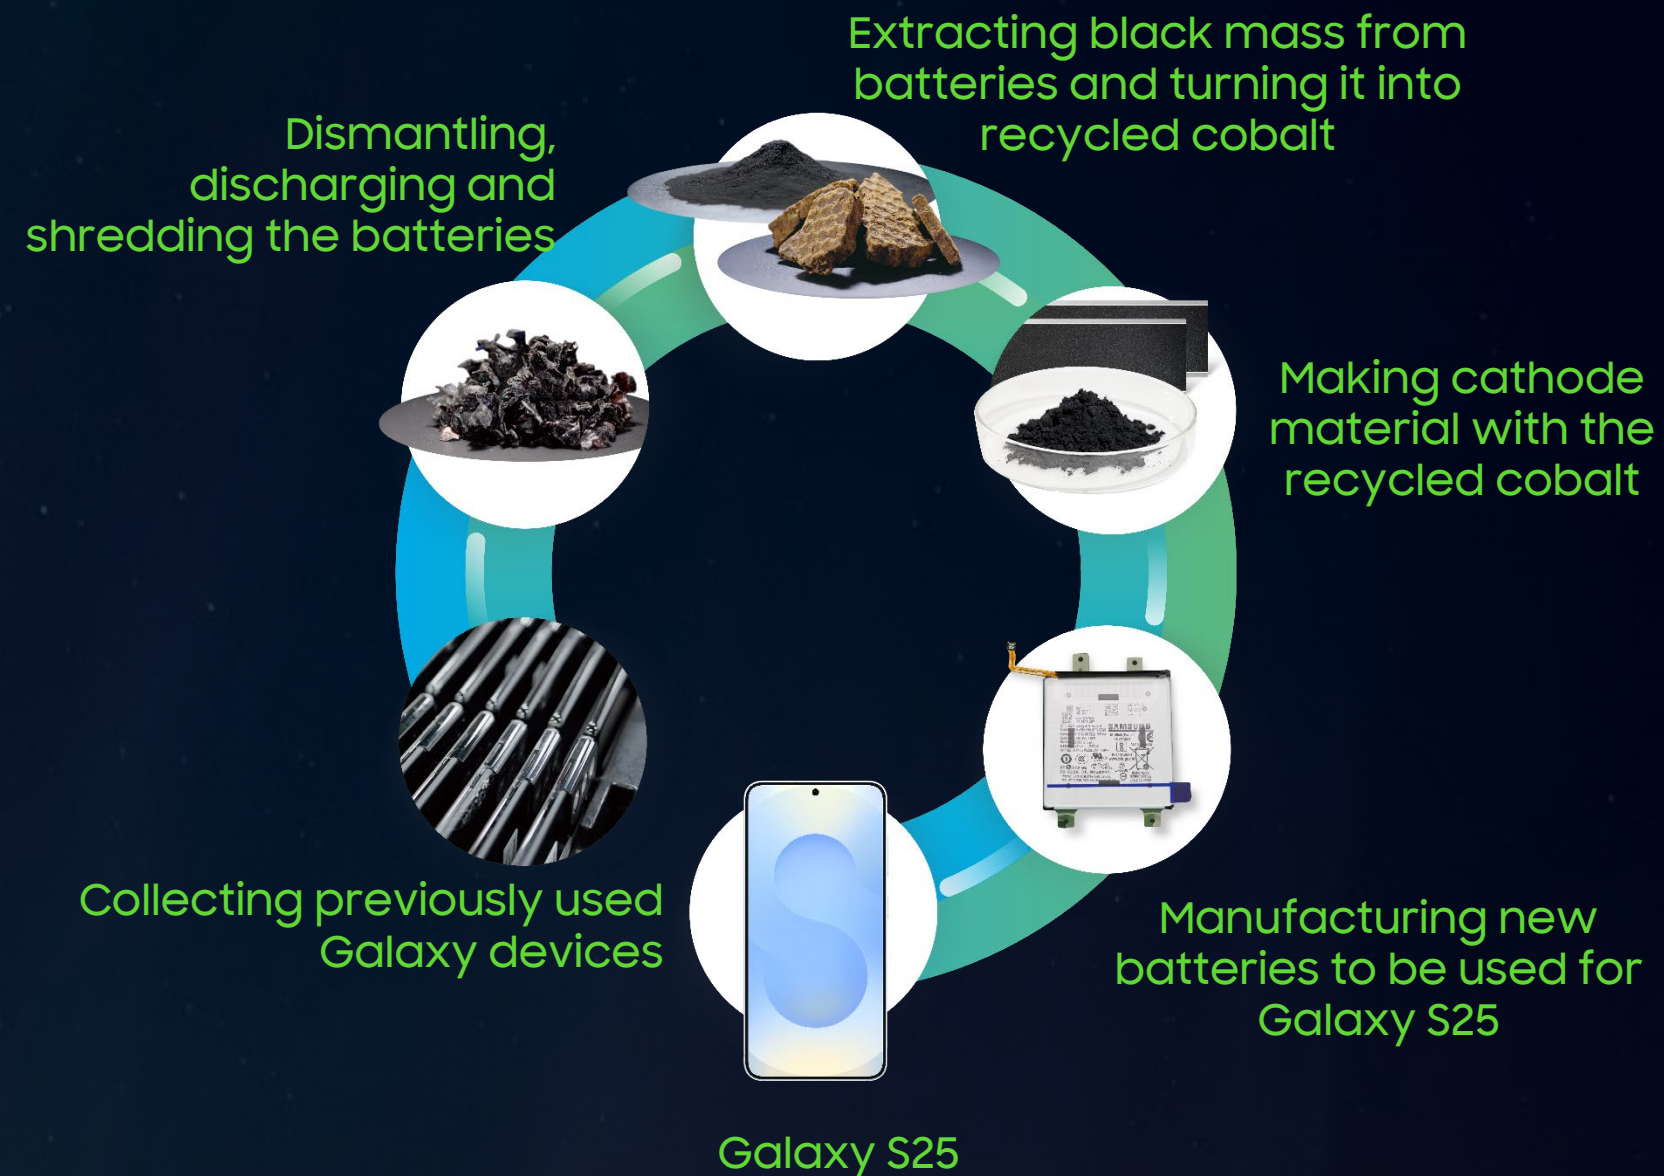 Extracting black mass from
batteries and turning it into
recycled cobalt
Dismantling,
discharging and
shredding the batteries
Making cathode
material with the
recycled cobalt
SAMSUNG
Collecting previously used
Galaxy devices
Manufacturing new
batteries to be used for
Galaxy S25
Galaxy S25